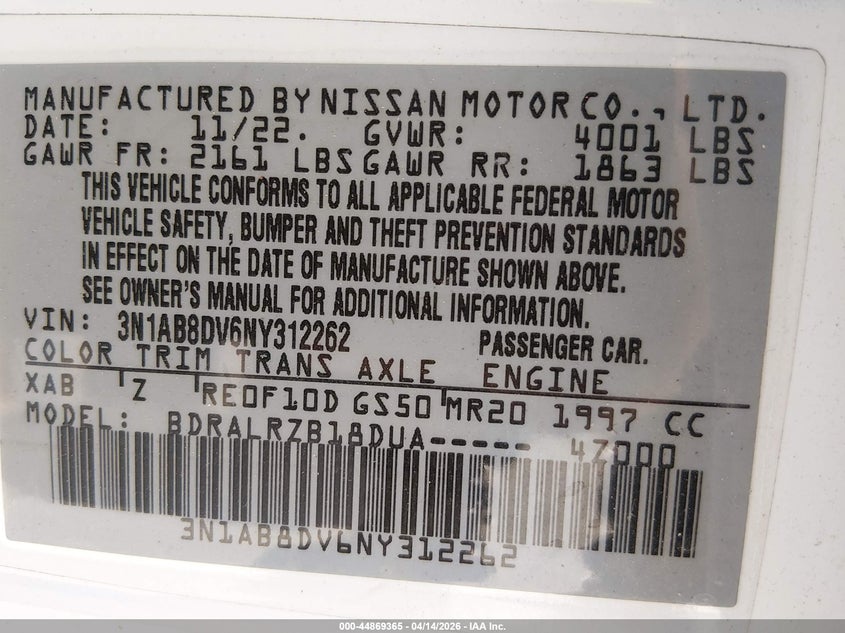 MANUFACTURED BY NISSAN MOTOR CO., LTD.
DATE: 11/22. GVWR: 4001 LBS
GAWR FR: 2161 LBS GAWR RR: 1863 LBS
THIS VEHICLE CONFORMS TO ALL APPLICABLE FEDERAL MOTOR
VEHICLE SAFETY, BUMPER AND THEFT PREVENTION STANDARDS
IN EFFECT ON THE DATE OF MANUFACTURE SHOWN ABOVE.
SEE OWNER'S MANUAL FOR ADDITIONAL INFORMATION.
VIN: 3N1AB8DV6NY312262 PASSENGER CAR.
COLOR TRIM TRANS AXLE ENGINE
XAB Z RE0F10D GS50 MR20 1997 CC
MODEL: BDRALRZB18DUA----- 47000
3N1AB8DV6NY312262
000-44869365 - 04/14/2026 - IAA Inc.